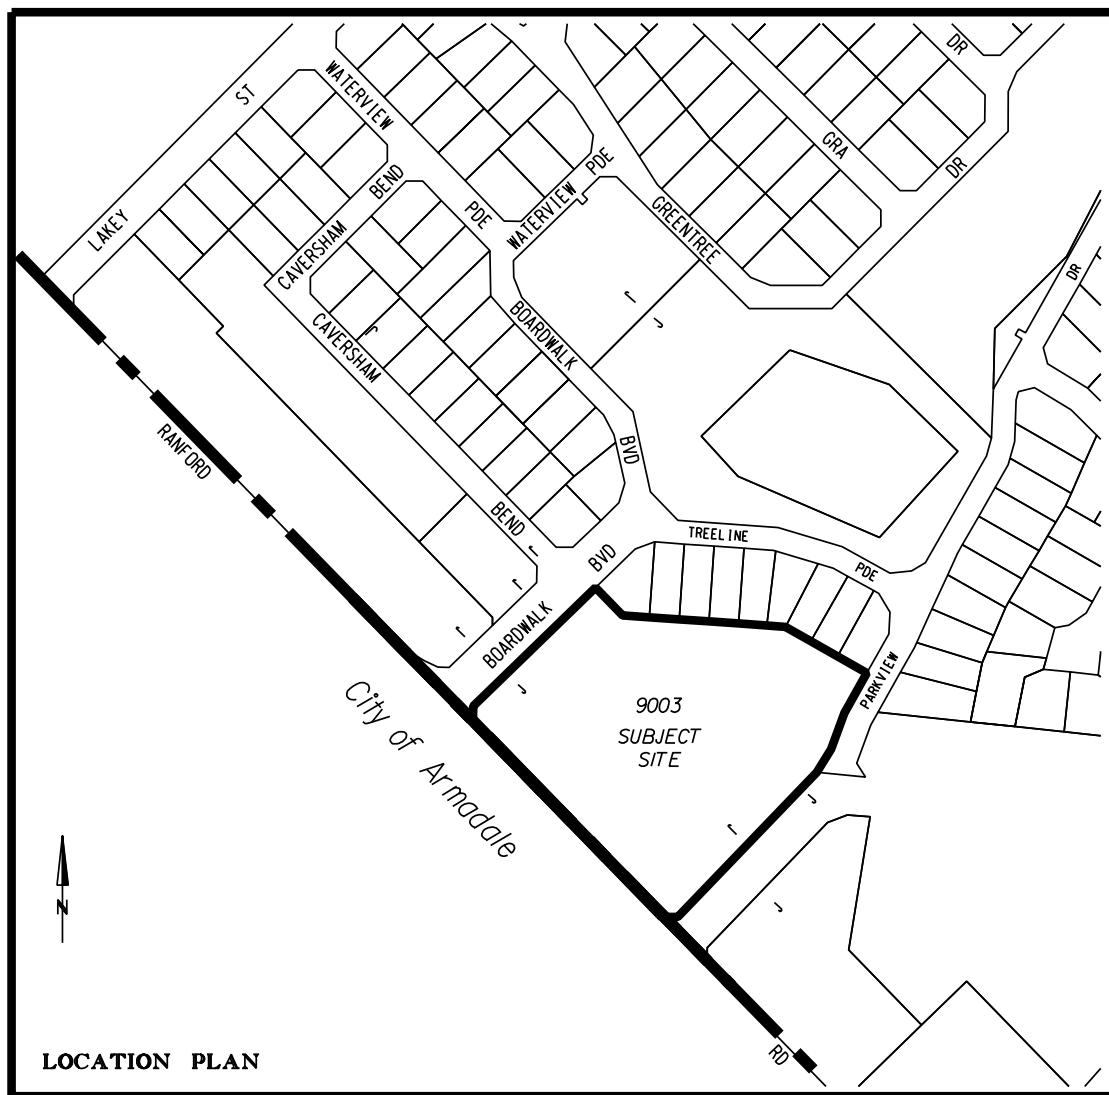 DR
WATERVIEW
ST
GRA
DR
PDE
BEND
WATERVIEW
PDE
GREENTREE
LAKEY
CAVERSHAM
DR
BOARDWALK
CAVERSHAM
RANFORD
BVD
BEND
TREELINE
BVD
PDE
BOARDWALK
PARKVIEW
City of Armadale
9003
SUBJECT
SITE
N
RD
LOCATION PLAN